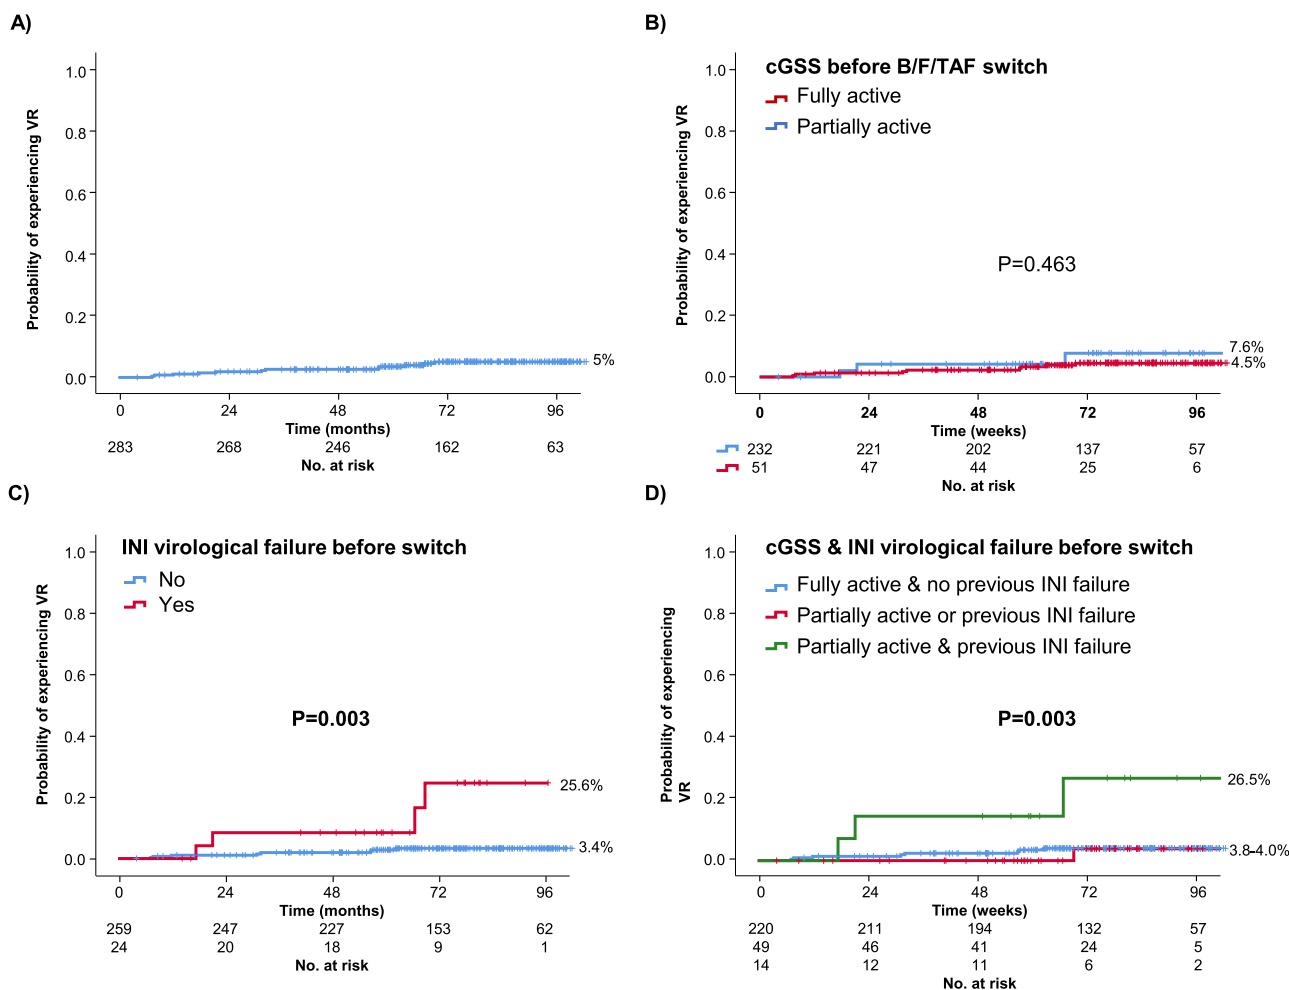 A)
Probability of experiencing VR
1.0
0.8
0.6
0.4
0.2
0.0
5%
0 24 48 72 96
Time (months)
283 268 246 162 63
No. at risk
B)
Probability of experiencing VR
1.0
0.8
0.6
0.4
0.2
0.0
cGSS before B/F/TAF switch
Fully active
Partially active
P=0.463
7.6%
4.5%
0 24 48 72 96
Time (weeks)
232 221 202 137 57
51 47 44 25 6
No. at risk
C)
Probability of experiencing VR
1.0
0.8
0.6
0.4
0.2
0.0
INI virological failure before switch
No
Yes
P=0.003
25.6%
3.4%
0 24 48 72 96
Time (months)
259 247 227 153 62
24 20 18 9 1
No. at risk
D)
Probability of experiencing
VR
1.0
0.8
0.6
0.4
0.2
0.0
cGSS & INI virological failure before switch
Fully active & no previous INI failure
Partially active or previous INI failure
Partially active & previous INI failure
P=0.003
26.5%
3.8-4.0%
0 24 48 72 96
Time (weeks)
220 211 194 132 57
49 46 41 24 5
14 12 11 6 2
No. at risk